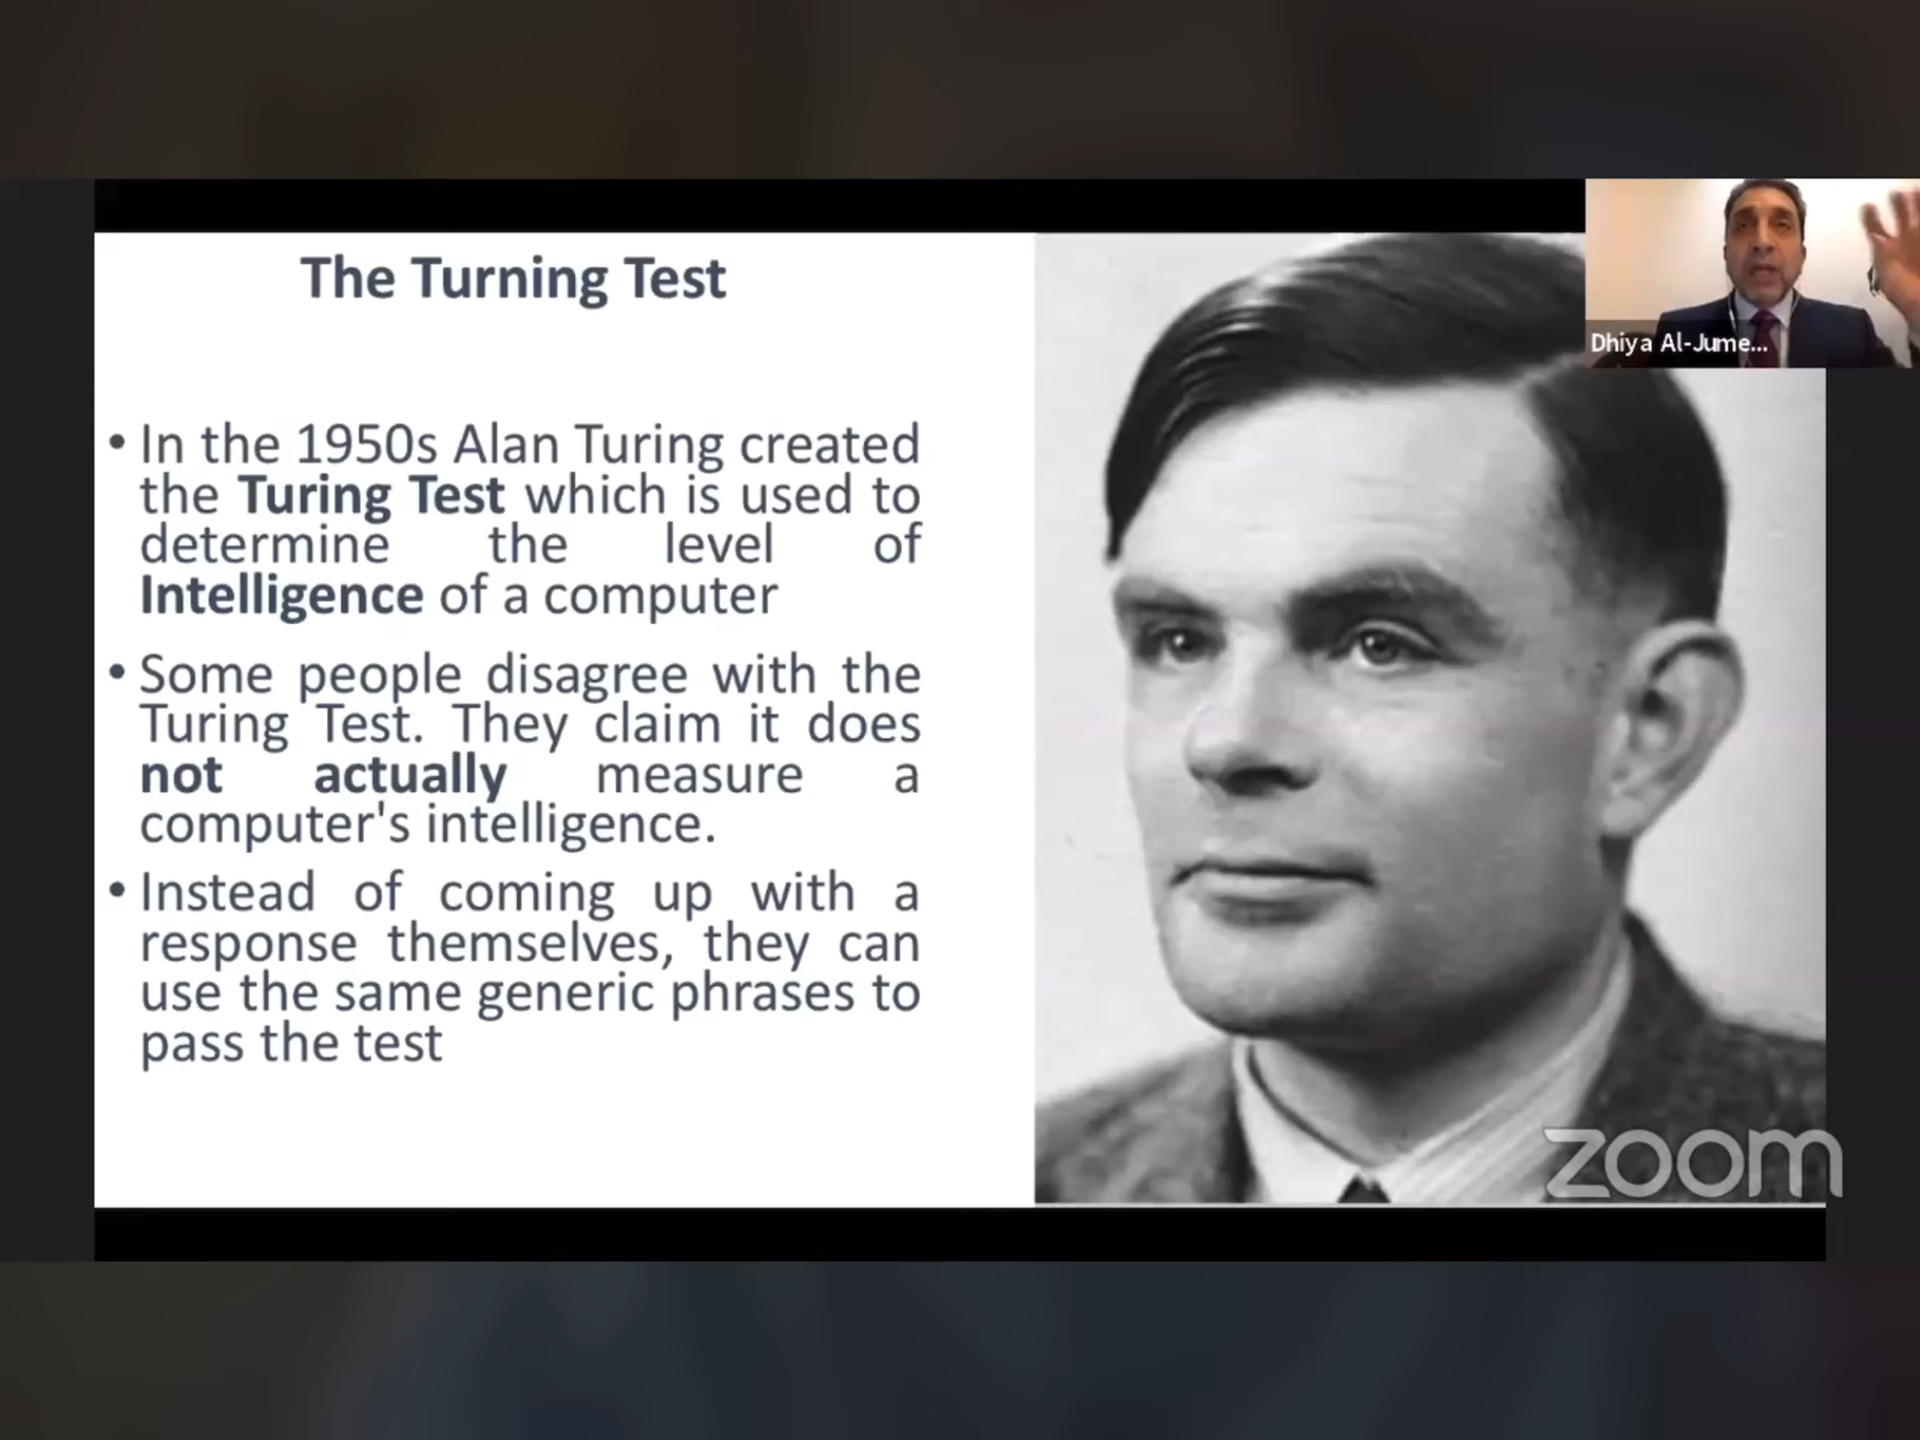 The Turning Test
• In the 1950s Alan Turing created
the Turing Test which is used to
determine the level of
Intelligence of a computer
• Some people disagree with the
Turing Test. They claim it does
not actually measure a
computer's intelligence.
• Instead of coming up with a
response themselves, they can
use the same generic phrases to
pass the test
Dhiya Al-Jume...
zoom